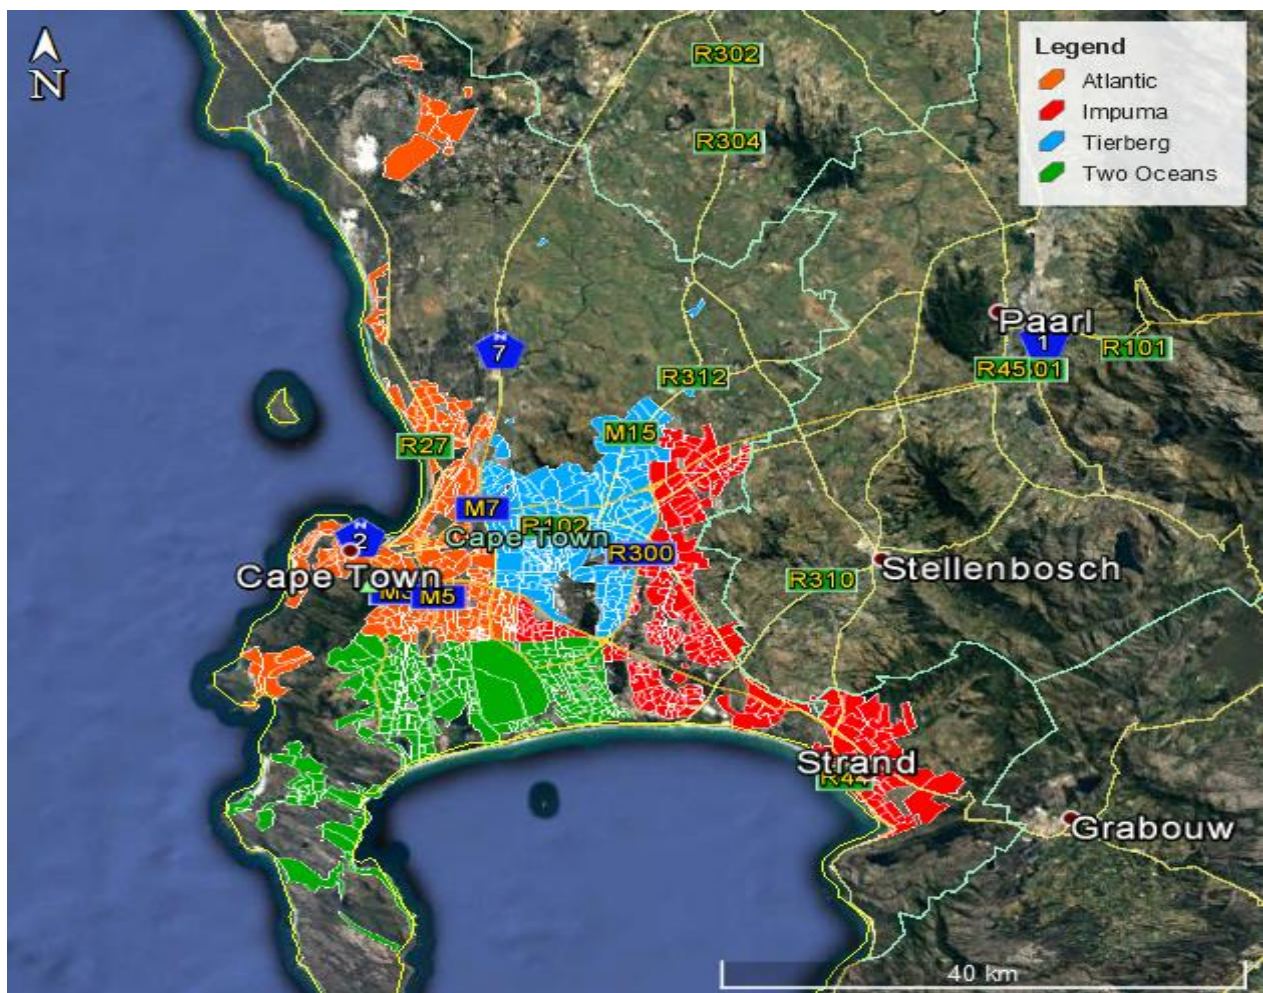 N
R302
R304
Legend
Atlantic
Impuma
Tierberg
Two Oceans
Paarl
N
7
1
R101
R312
R45
01
M15
R27
M7
R102
N
2
Cape Town
R300
Cape Town
M5
R310
Stellenbosch
Strand
R44
Grabouw
40 km